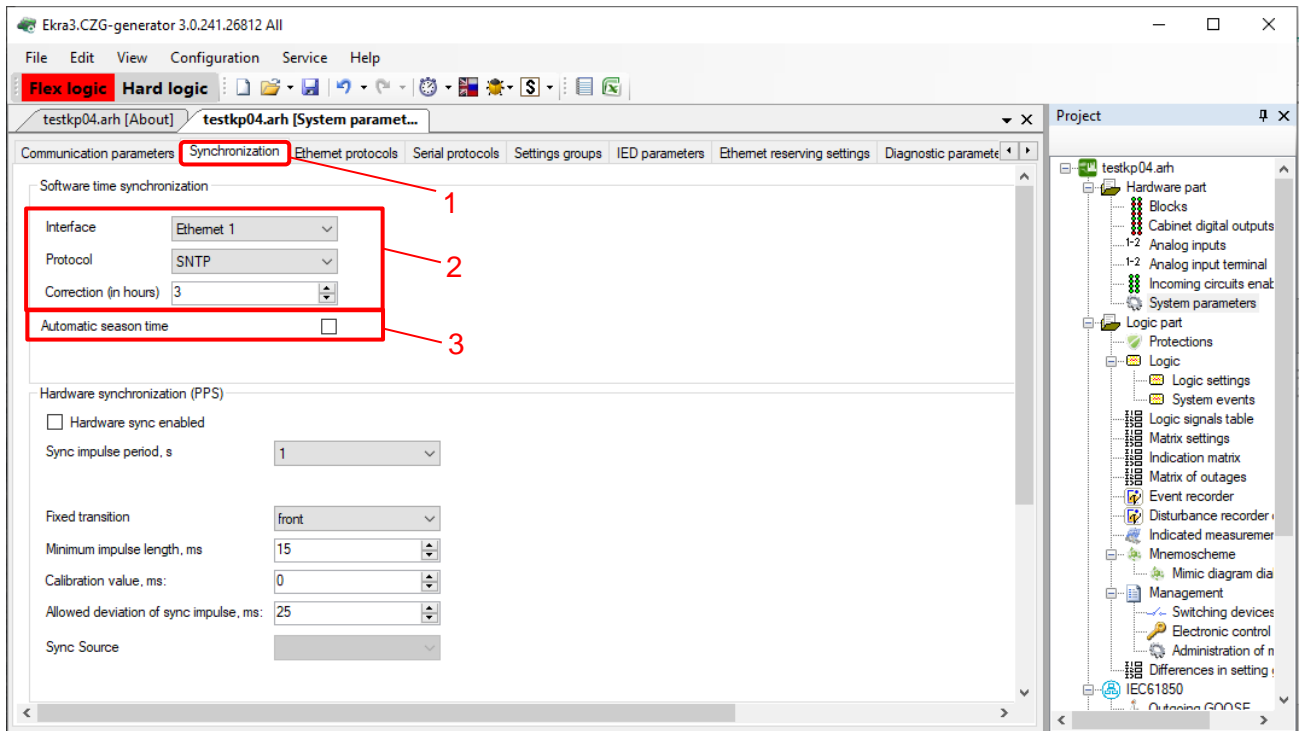 Ekra3.CZG-generator 3.0.241.26812 All
File Edit View Configuration Service Help
Flex logic Hard logic
testkp04.arh [About] testkp04.arh [System paramet...
Project
Communication parameters Synchronization Ethernet protocols Serial protocols Settings groups IED parameters Ethernet reserving settings Diagnostic paramete
Software time synchronization
1
Interface Ethernet 1
Protocol SNTP
2
Correction (in hours) 3
Automatic season time
3
Hardware synchronization (PPS)
Hardware sync enabled
Sync impulse period, s 1
Fixed transition front
Minimum impulse length, ms 15
Calibration value, ms: 0
Allowed deviation of sync impulse, ms: 25
Sync Source
testkp04.arh
Hardware part
Blocks
Cabinet digital outputs
1-2 Analog inputs
1-2 Analog input terminal
Incoming circuits enab
System parameters
Logic part
Protections
Logic
Logic settings
System events
Logic signals table
Matrix settings
Indication matrix
Matrix of outages
Event recorder
Disturbance recorder
Indicated measuremen
Mnemoscheme
Mimic diagram dia
Management
Switching devices
Electronic control
Administration of
Differences in setting
IEC61850
Outgoing GOOSE